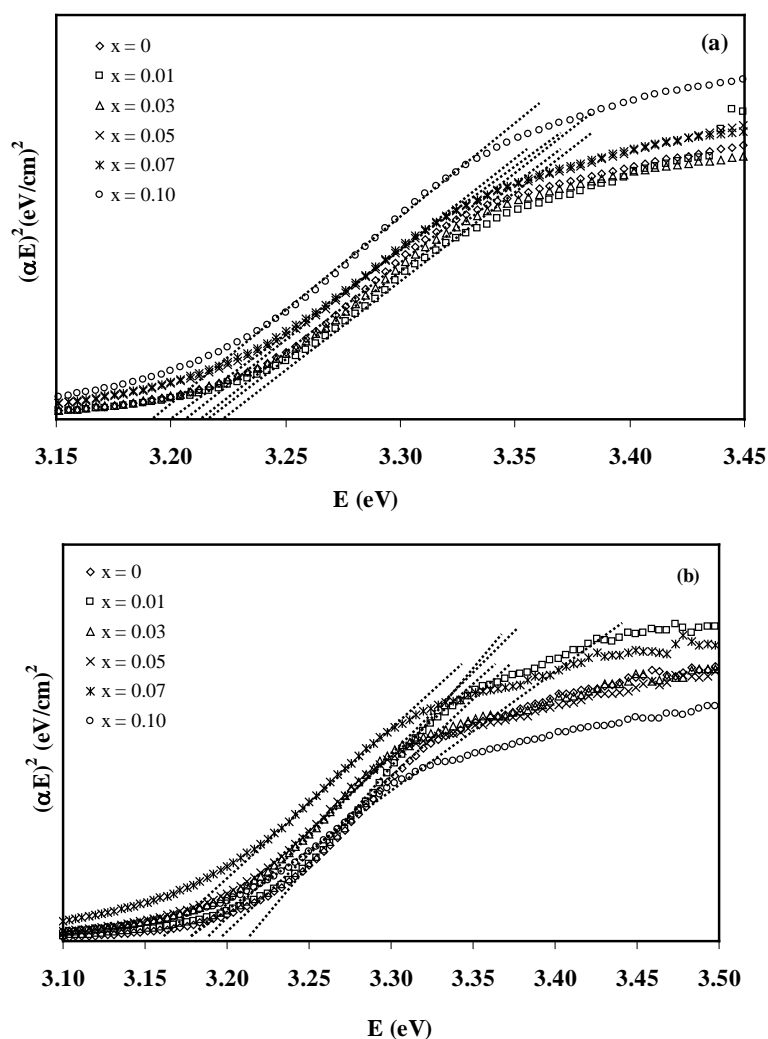 (a)
x = 0
x = 0.01
x = 0.03
x = 0.05
x = 0.07
x = 0.10
(αE)² (eV/cm)²
3.15 3.20 3.25 3.30 3.35 3.40 3.45
E (eV)
(b)
x = 0
x = 0.01
x = 0.03
x = 0.05
x = 0.07
x = 0.10
(αE)² (eV/cm)²
3.10 3.15 3.20 3.25 3.30 3.35 3.40 3.45 3.50
E (eV)